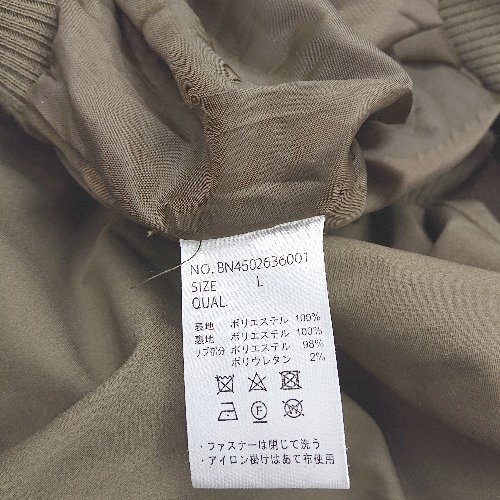 NO. BN4502636001
SIZE L
QUAL.
表地 ポリエステル 100%
裏地 ポリエステル 100%
リブ部分 ポリエステル 98%
ポリウレタン 2%
F
W
・ファスナーは閉じて洗う
・アイロン掛けはあて布使用